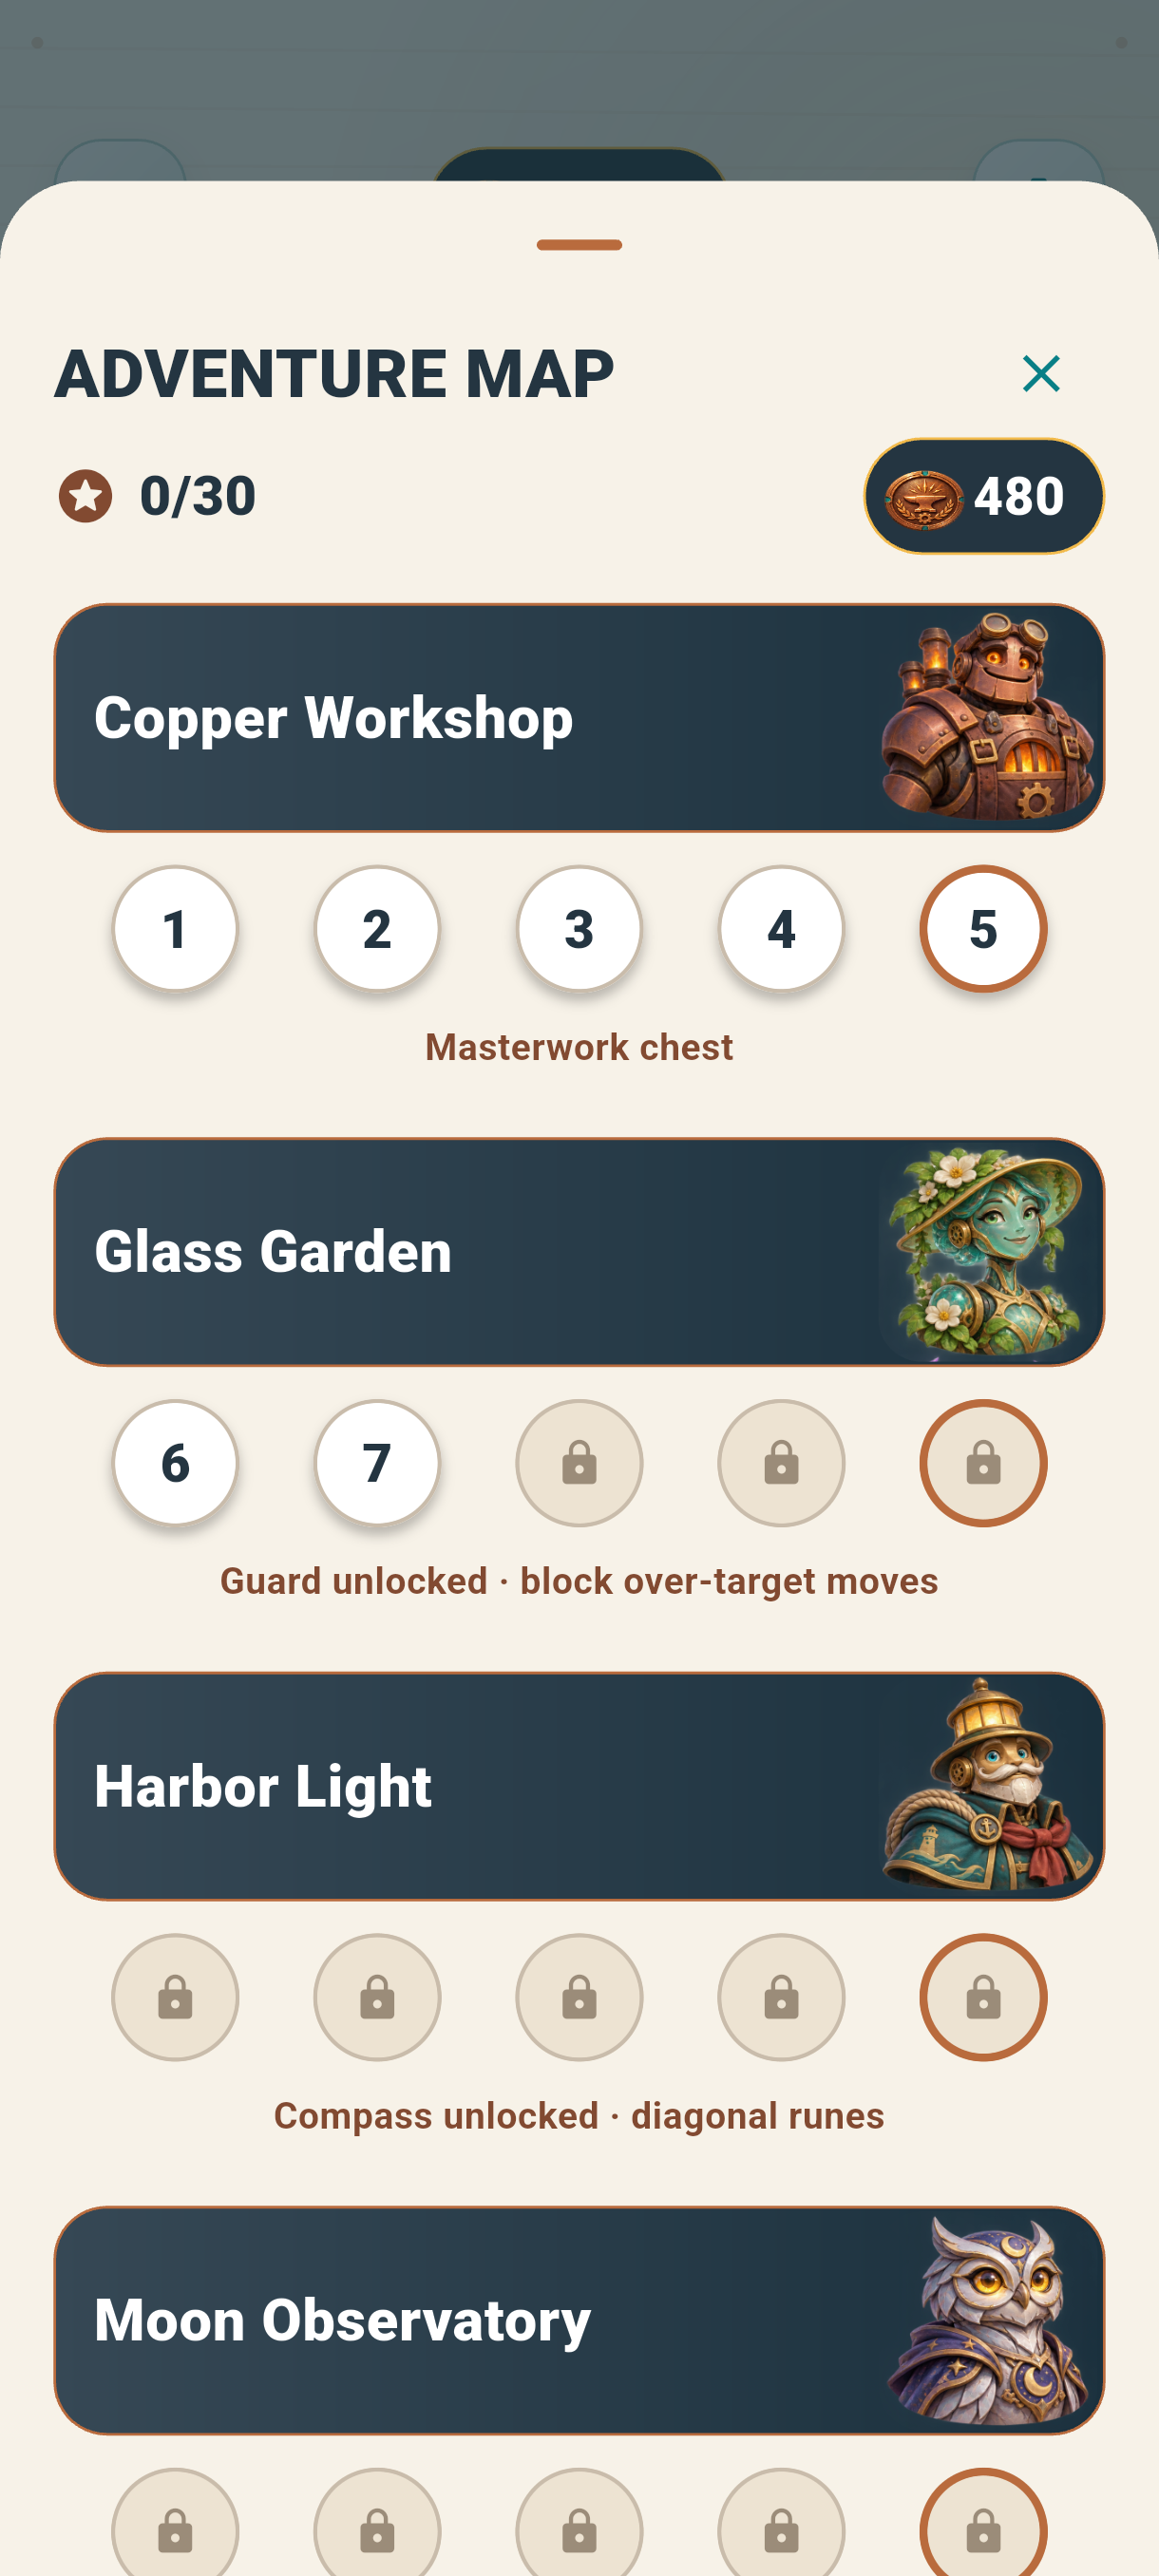 ADVENTURE MAP
0/30
480
Copper Workshop
1 2 3 4 5
Masterwork chest
Glass Garden
6 7
Guard unlocked · block over-target moves
Harbor Light
Compass unlocked · diagonal runes
Moon Observatory